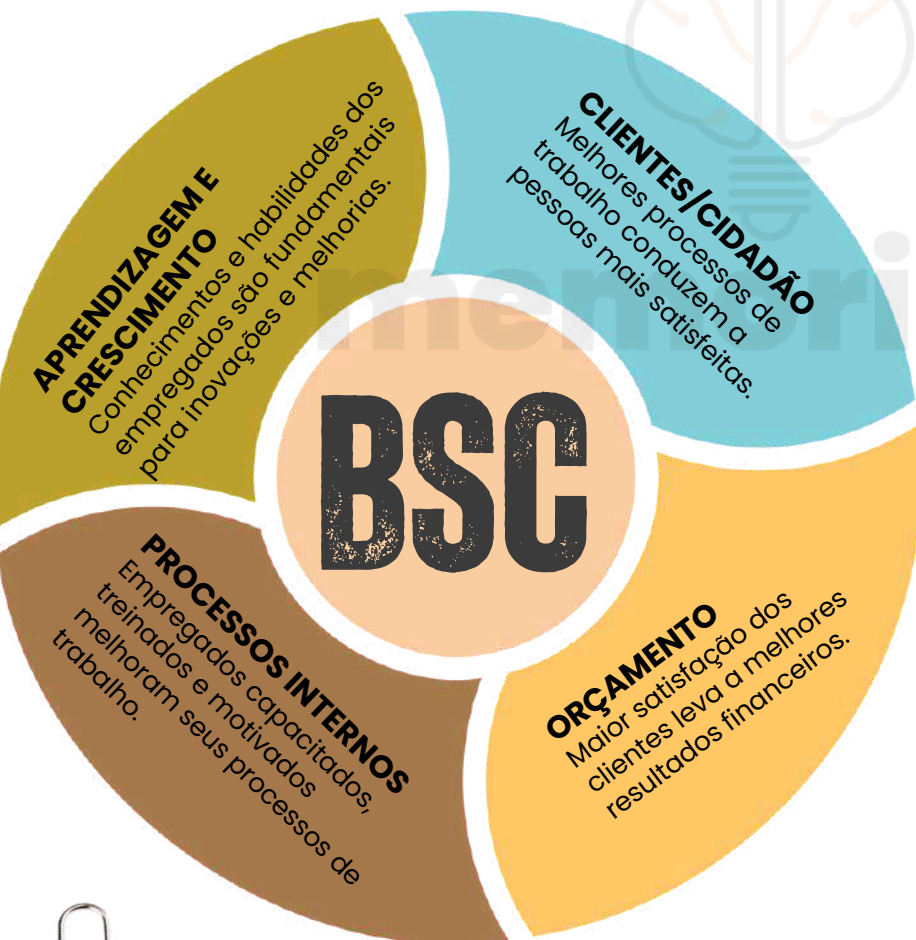 APRENDIZAGEM E
CRESCIMENTO
Conhecimentos e habilidades dos
empregados são fundamentais
para inovações e melhorias.
CLIENTES/CIDADÃO
Melhores processos de
trabalho conduzem a
pessoas mais satisfeitas.
memori
BSC
PROCESSOS INTERNOS
Empregados capacitados,
treinados e motivados
melhoram seus processos de
trabalho.
ORÇAMENTO
Maior satisfação dos
clientes leva a melhores
resultados financeiros.